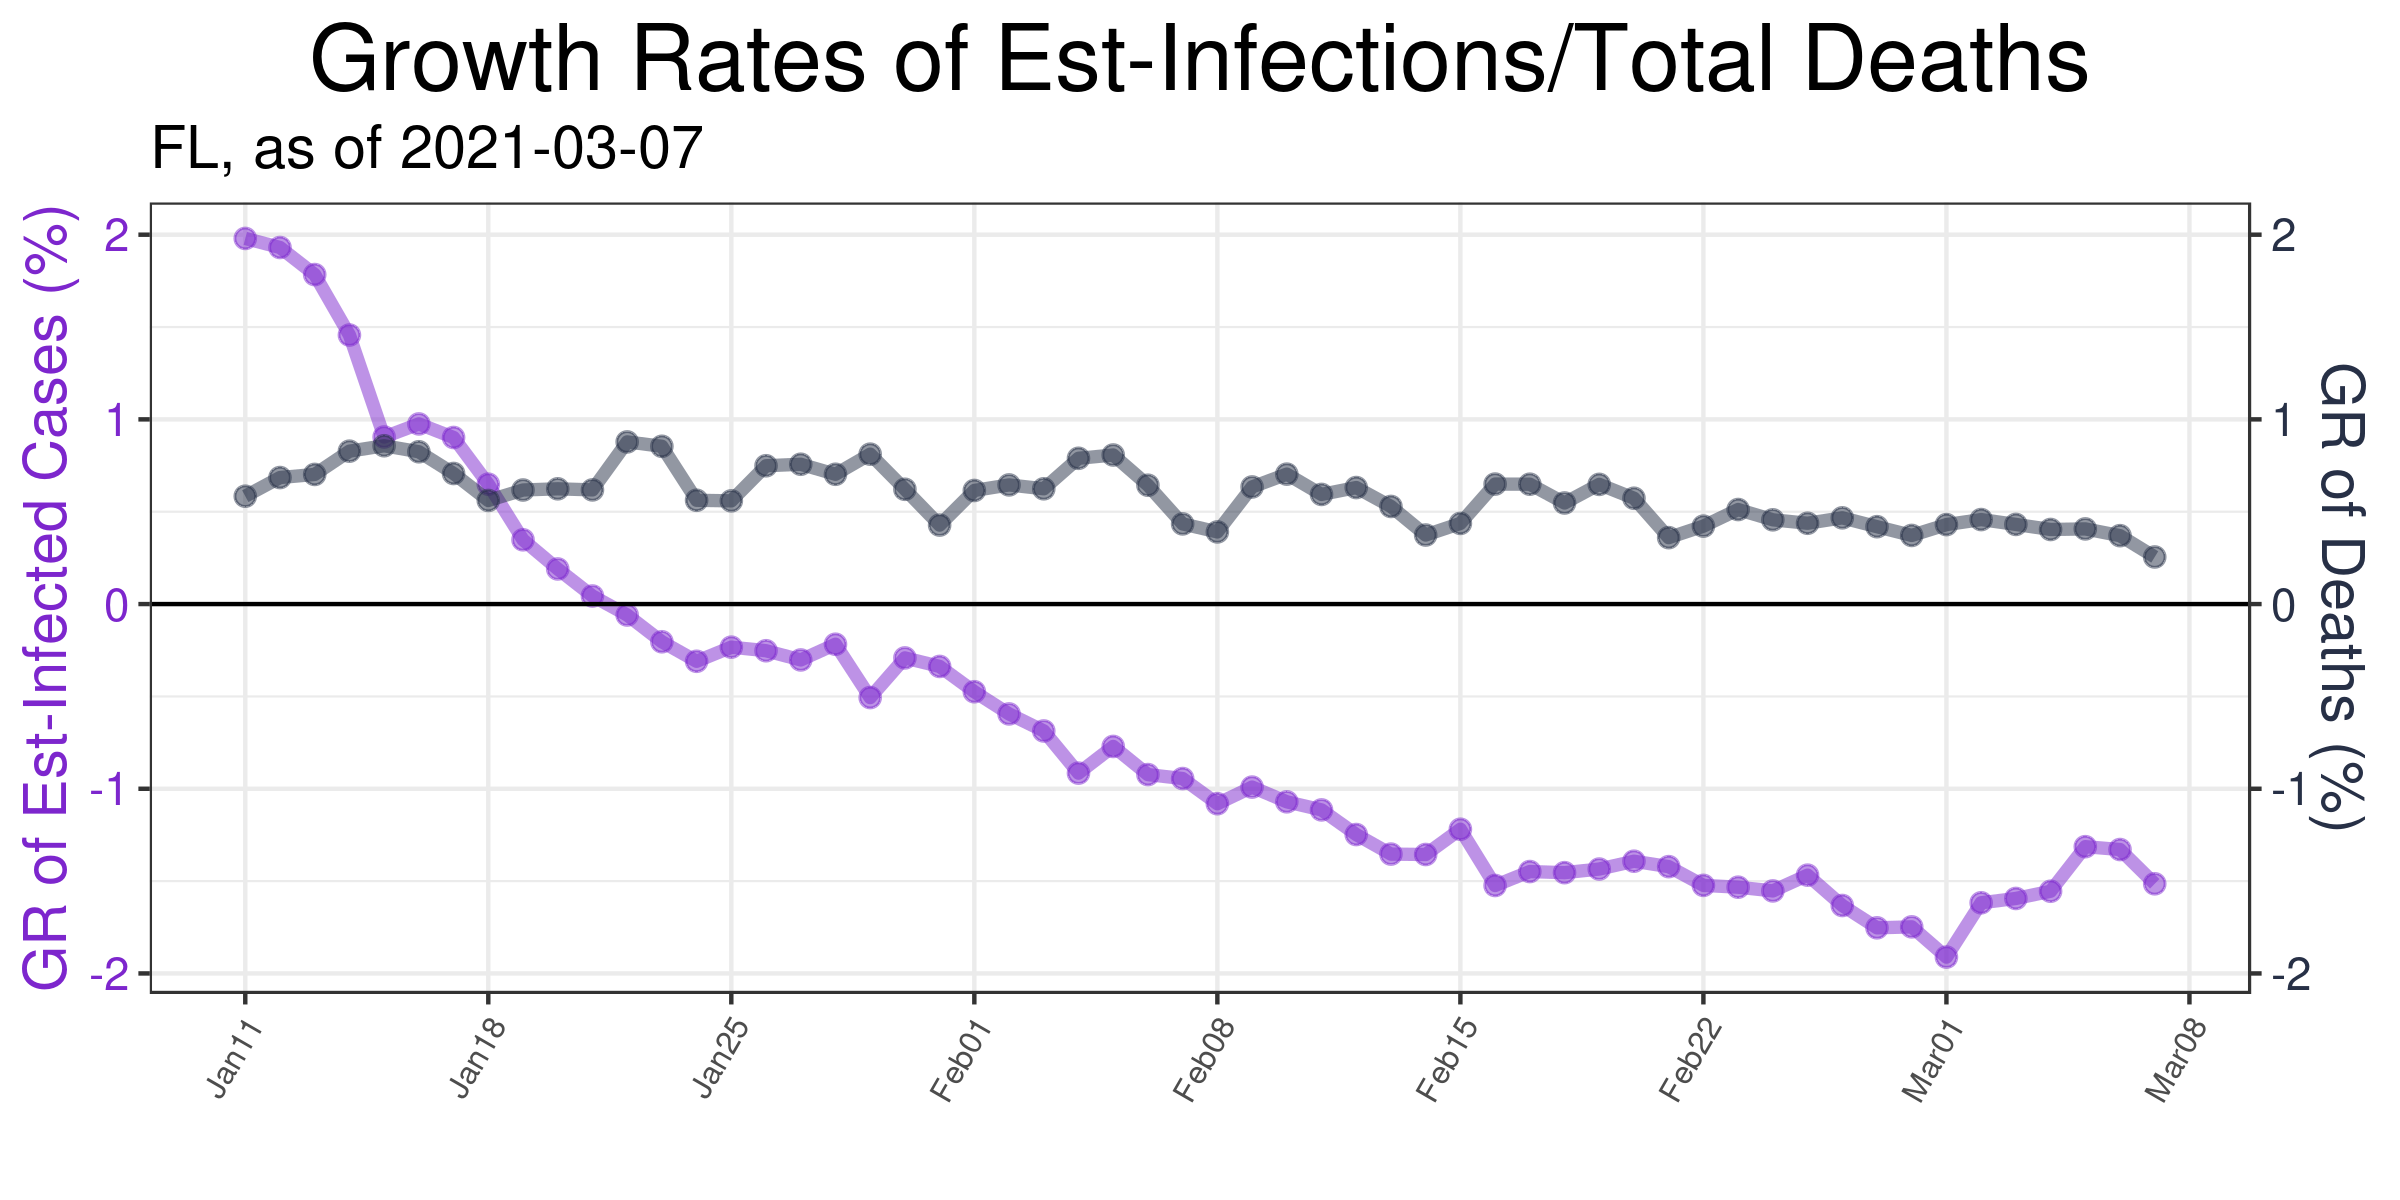 Growth Rates of Est-Infections/Total Deaths
FL, as of 2021-03-07
GR of Est-Infected Cases (%)
2
1
0
-1
-2
2
1
0
-1
-2
GR of Deaths (%)
Jan11
Jan18
Jan25
Feb01
Feb08
Feb15
Feb22
Mar01
Mar08